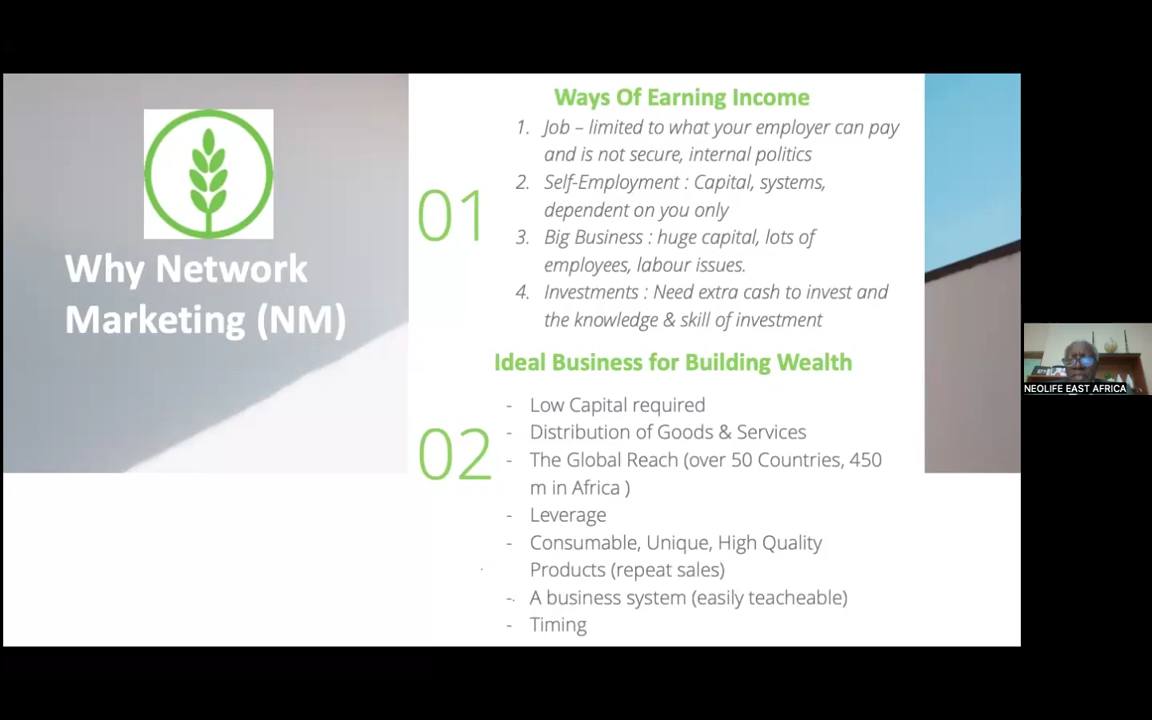 Why Network
Marketing (NM)
01
Ways Of Earning Income
1. Job – limited to what your employer can pay
and is not secure, internal politics
2. Self-Employment : Capital, systems,
dependent on you only
3. Big Business : huge capital, lots of
employees, labour issues.
4. Investments : Need extra cash to invest and
the knowledge & skill of investment
02
Ideal Business for Building Wealth
- Low Capital required
- Distribution of Goods & Services
- The Global Reach (over 50 Countries, 450
m in Africa )
- Leverage
- Consumable, Unique, High Quality
Products (repeat sales)
- A business system (easily teacheable)
- Timing
NEOLIFE EAST AFRICA